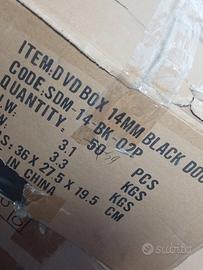 ITEM:DVD BOX 14MM BLACK DOU
CODE:SDM-14-BK-02P
QUANTITY: 50 PCS
.W 3.1 KGS
.W 3.3 KGS
S: 36 X 27.5 X 19.5 CM
IN CHINA
subito